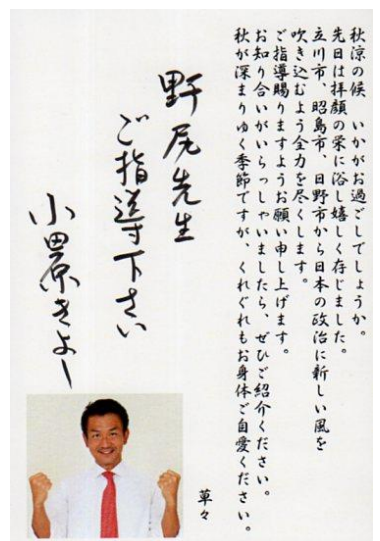 秋涼の候　いかがお過ごしでしょうか。
先日は拝顔の栄に浴し嬉しく存じました。
立川市、昭島市、日野市から日本の政治に新しい風を
吹き込むよう全力を尽くします。
ご指導賜りますようお願い申し上げます。
お知り合いがいらっしゃいましたら、ぜひご紹介ください。
秋が深まりゆく季節ですが、くれぐれもお身体ご自愛ください。
草々
野尻先生
ご指導下さい
小田原きよし